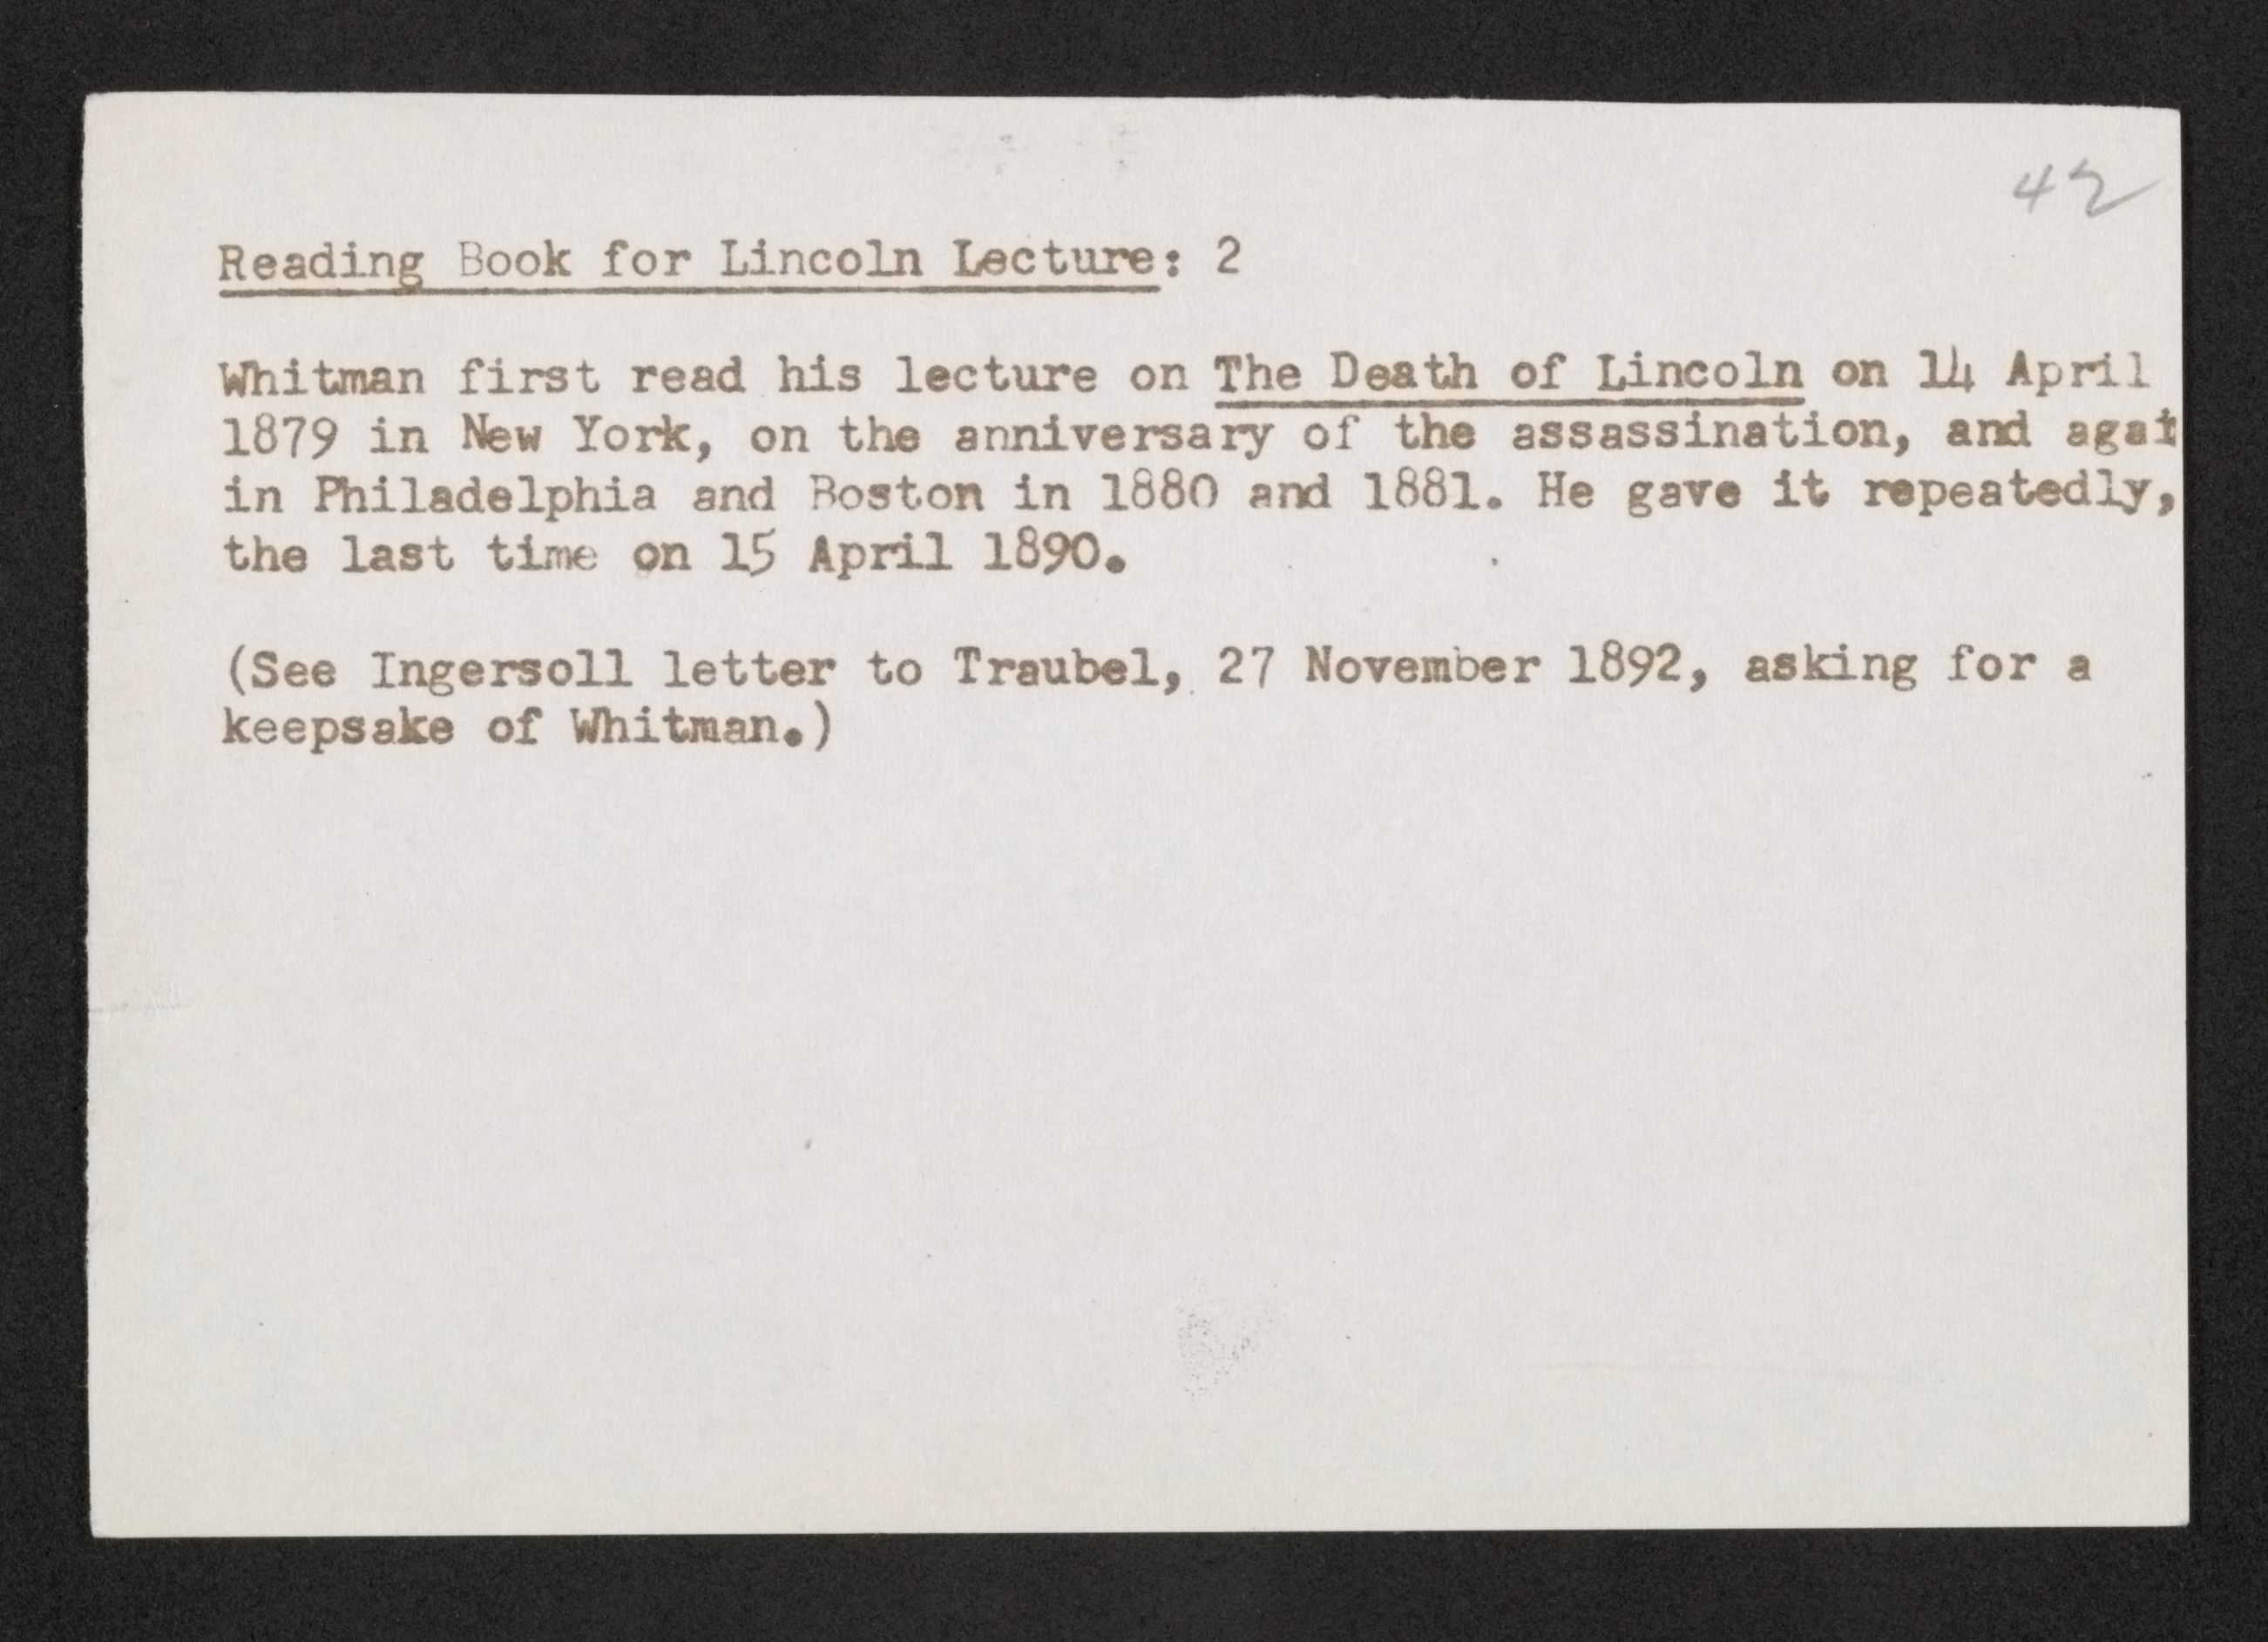 42
Reading Book for Lincoln Lecture: 2
Whitman first read his lecture on The Death of Lincoln on 14 April
1879 in New York, on the anniversary of the assassination, and agai
in Philadelphia and Boston in 1880 and 1881. He gave it repeatedly,
the last time on 15 April 1890.
(See Ingersoll letter to Traubel, 27 November 1892, asking for a
keepsake of Whitman.)